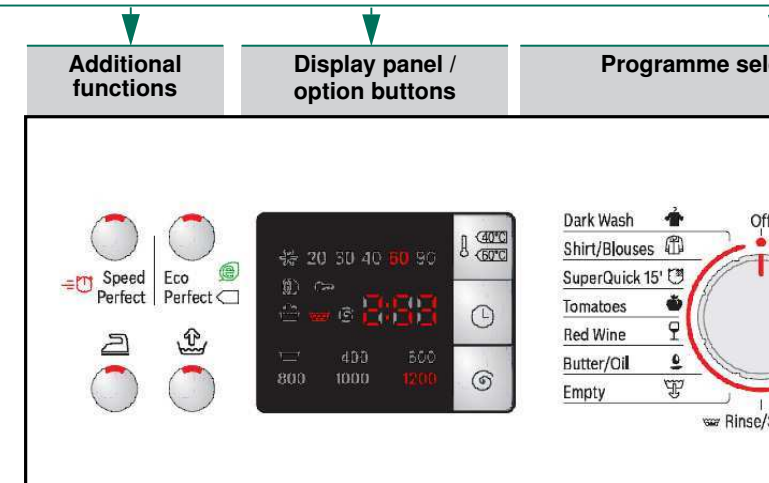 Additional
functions
Display panel /
option buttons
Programme sel
Speed
Perfect
Eco
Perfect
20 30 40 60 90
400 600
800 1000 1200
40°C
60°C
Dark Wash
Shirt/Blouses
SuperQuick 15'
Tomatoes
Red Wine
Butter/Oil
Empty
Off
Rinse/S